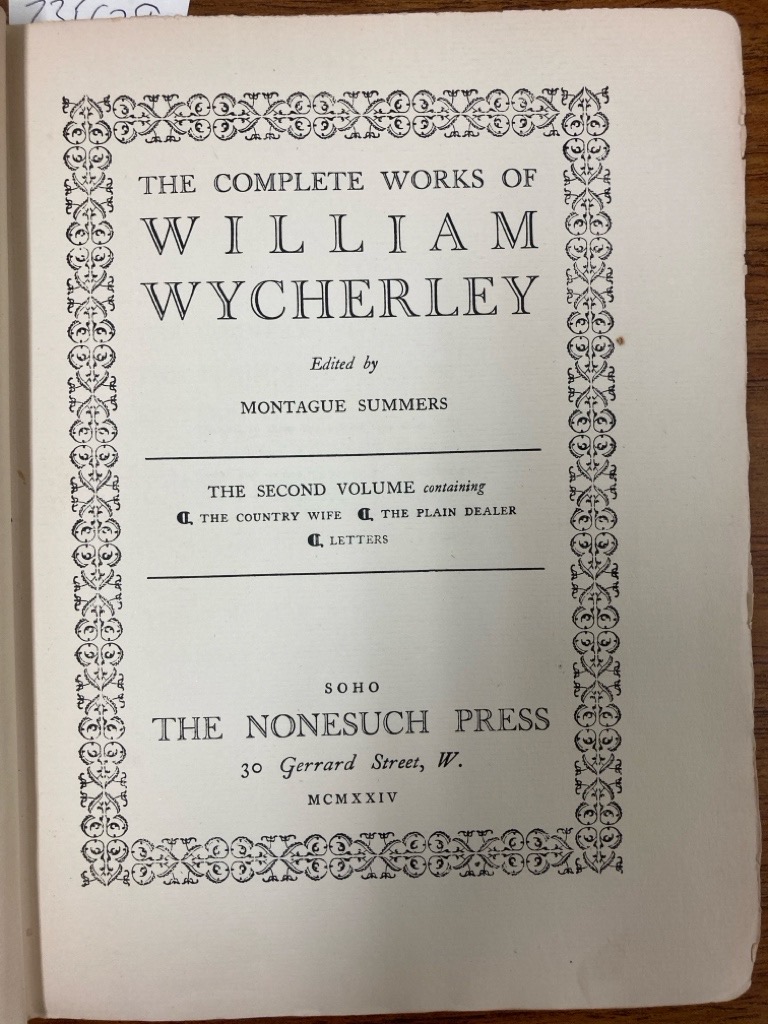 THE COMPLETE WORKS OF
WILLIAM
WYCHERLEY
Edited by
MONTAGUE SUMMERS
THE SECOND VOLUME containing
THE COUNTRY WIFE THE PLAIN DEALER
LETTERS
SOHO
THE NONESUCH PRESS
30 Gerrard Street, W.
MCMXXIV